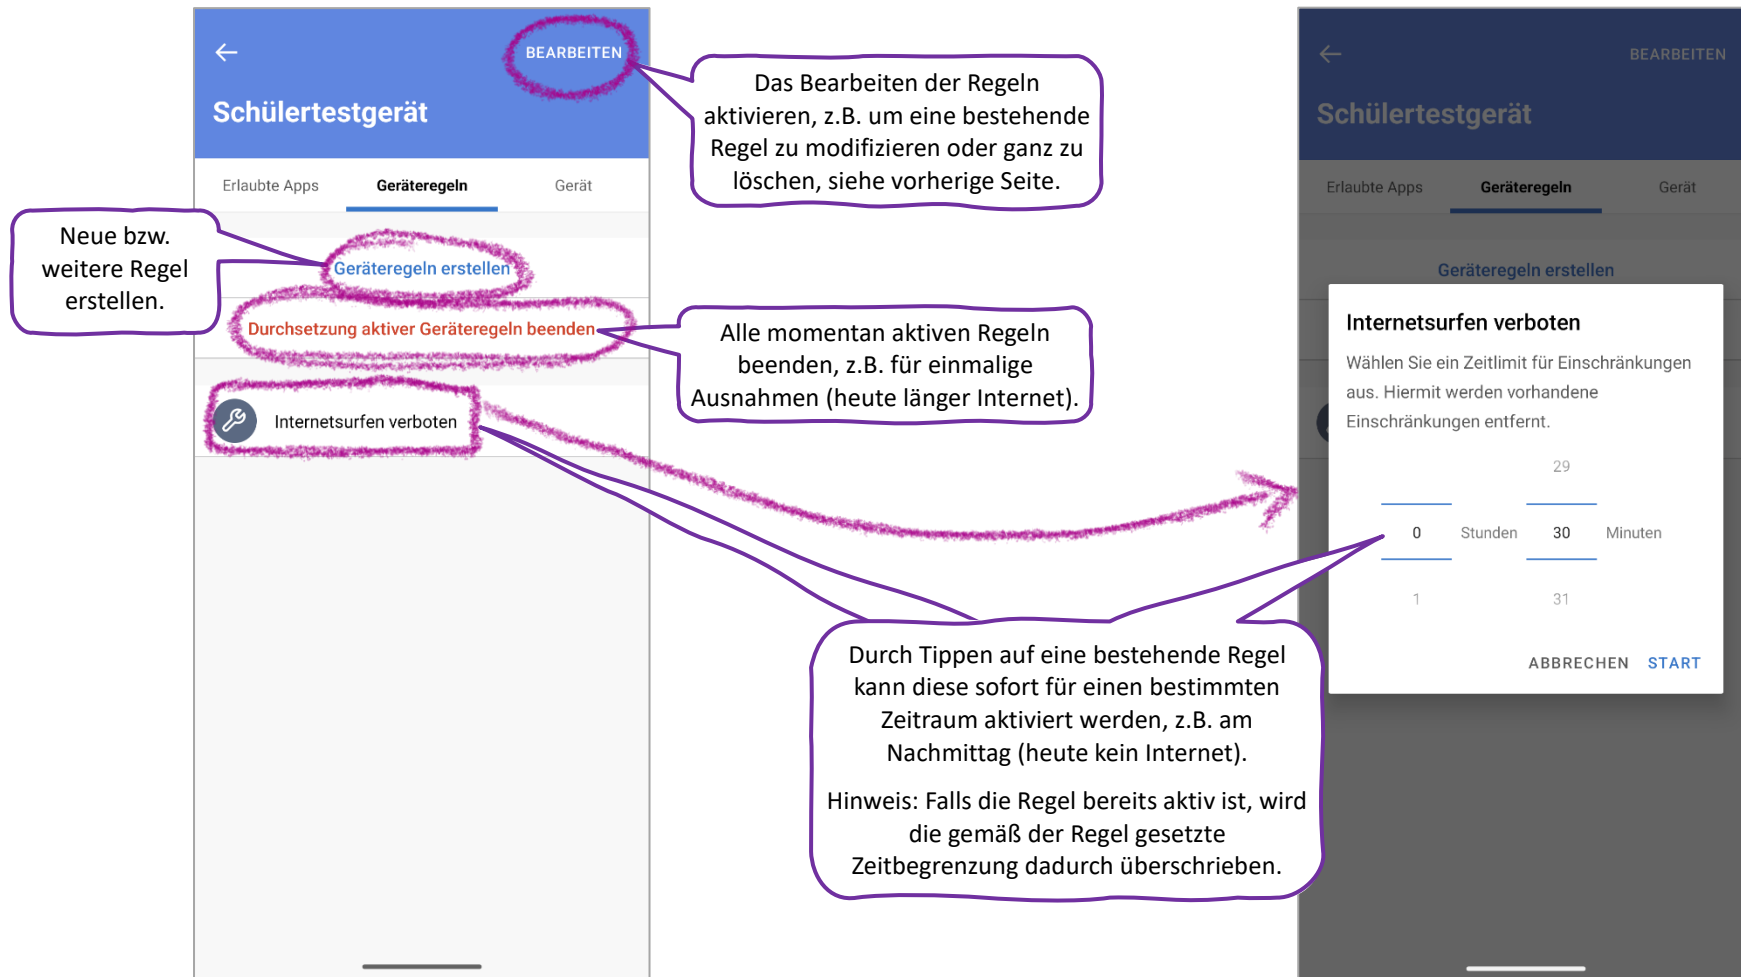 BEARBEITEN
Schülertestgerät
Erlaubte Apps
Geräteregeln
Gerät
Geräteregeln erstellen
Durchsetzung aktiver Geräteregeln beenden
Internetsurfen verboten
Das Bearbeiten der Regeln
aktivieren, z.B. um eine bestehende
Regel zu modifizieren oder ganz zu
löschen, siehe vorherige Seite.
Neue bzw.
weitere Regel
erstellen.
Alle momentan aktiven Regeln
beenden, z.B. für einmalige
Ausnahmen (heute länger Internet).
Durch Tippen auf eine bestehende Regel
kann diese sofort für einen bestimmten
Zeitraum aktiviert werden, z.B. am
Nachmittag (heute kein Internet).
Hinweis: Falls die Regel bereits aktiv ist, wird
die gemäß der Regel gesetzte
Zeitbegrenzung dadurch überschrieben.
BEARBEITEN
Schülertestgerät
Erlaubte Apps
Geräteregeln
Gerät
Geräteregeln erstellen
Internetsurfen verboten
Wählen Sie ein Zeitlimit für Einschränkungen
aus. Hiermit werden vorhandene
Einschränkungen entfernt.
29
0 Stunden 30 Minuten
1 31
ABBRECHEN START